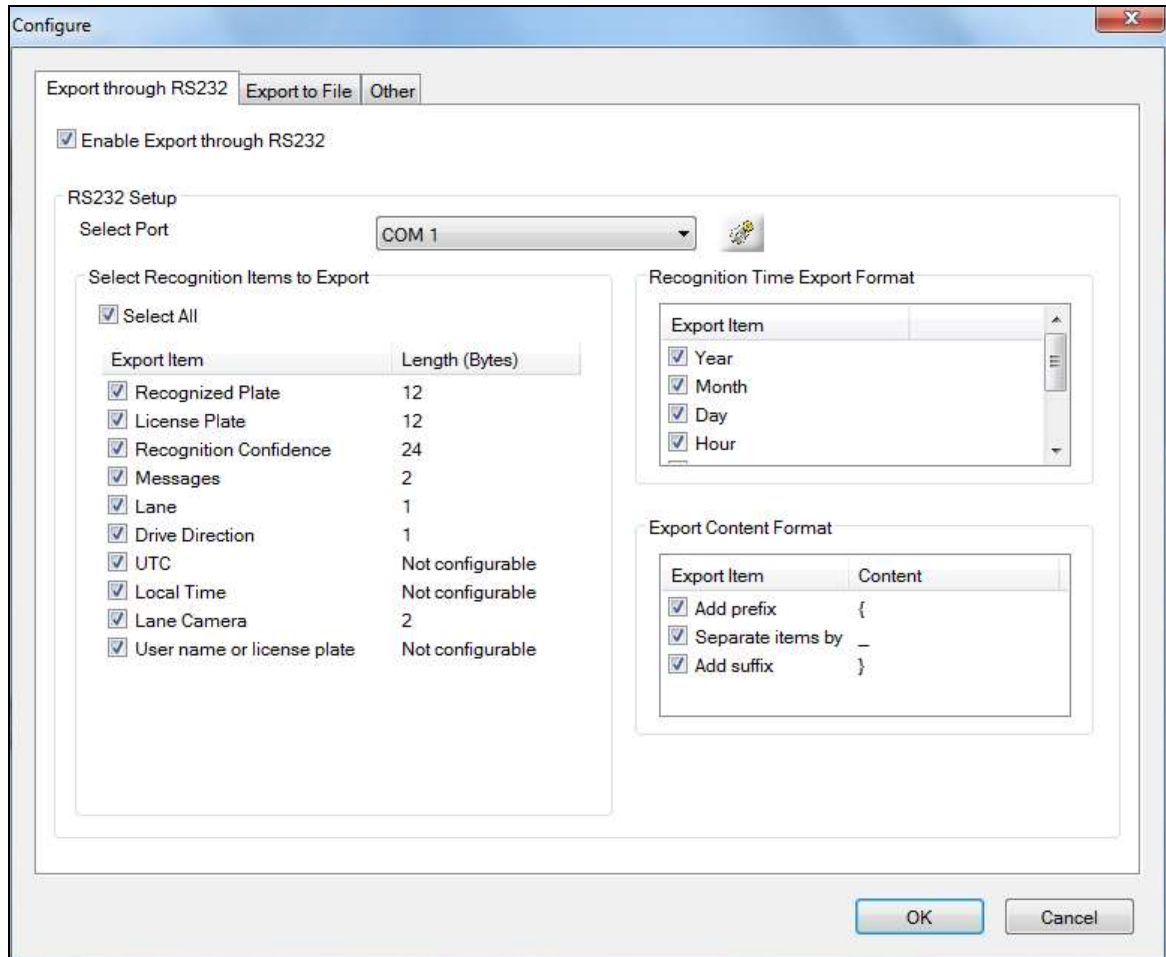 Configure
X
Export through RS232 Export to File Other
Enable Export through RS232
RS232 Setup
Select Port COM 1
Select Recognition Items to Export
Select All
Export Item Length (Bytes)
Recognized Plate 12
License Plate 12
Recognition Confidence 24
Messages 2
Lane 1
Drive Direction 1
UTC Not configurable
Local Time Not configurable
Lane Camera 2
User name or license plate Not configurable
Recognition Time Export Format
Export Item
Year
Month
Day
Hour
Export Content Format
Export Item Content
Add prefix {
Separate items by _
Add suffix }
OK Cancel